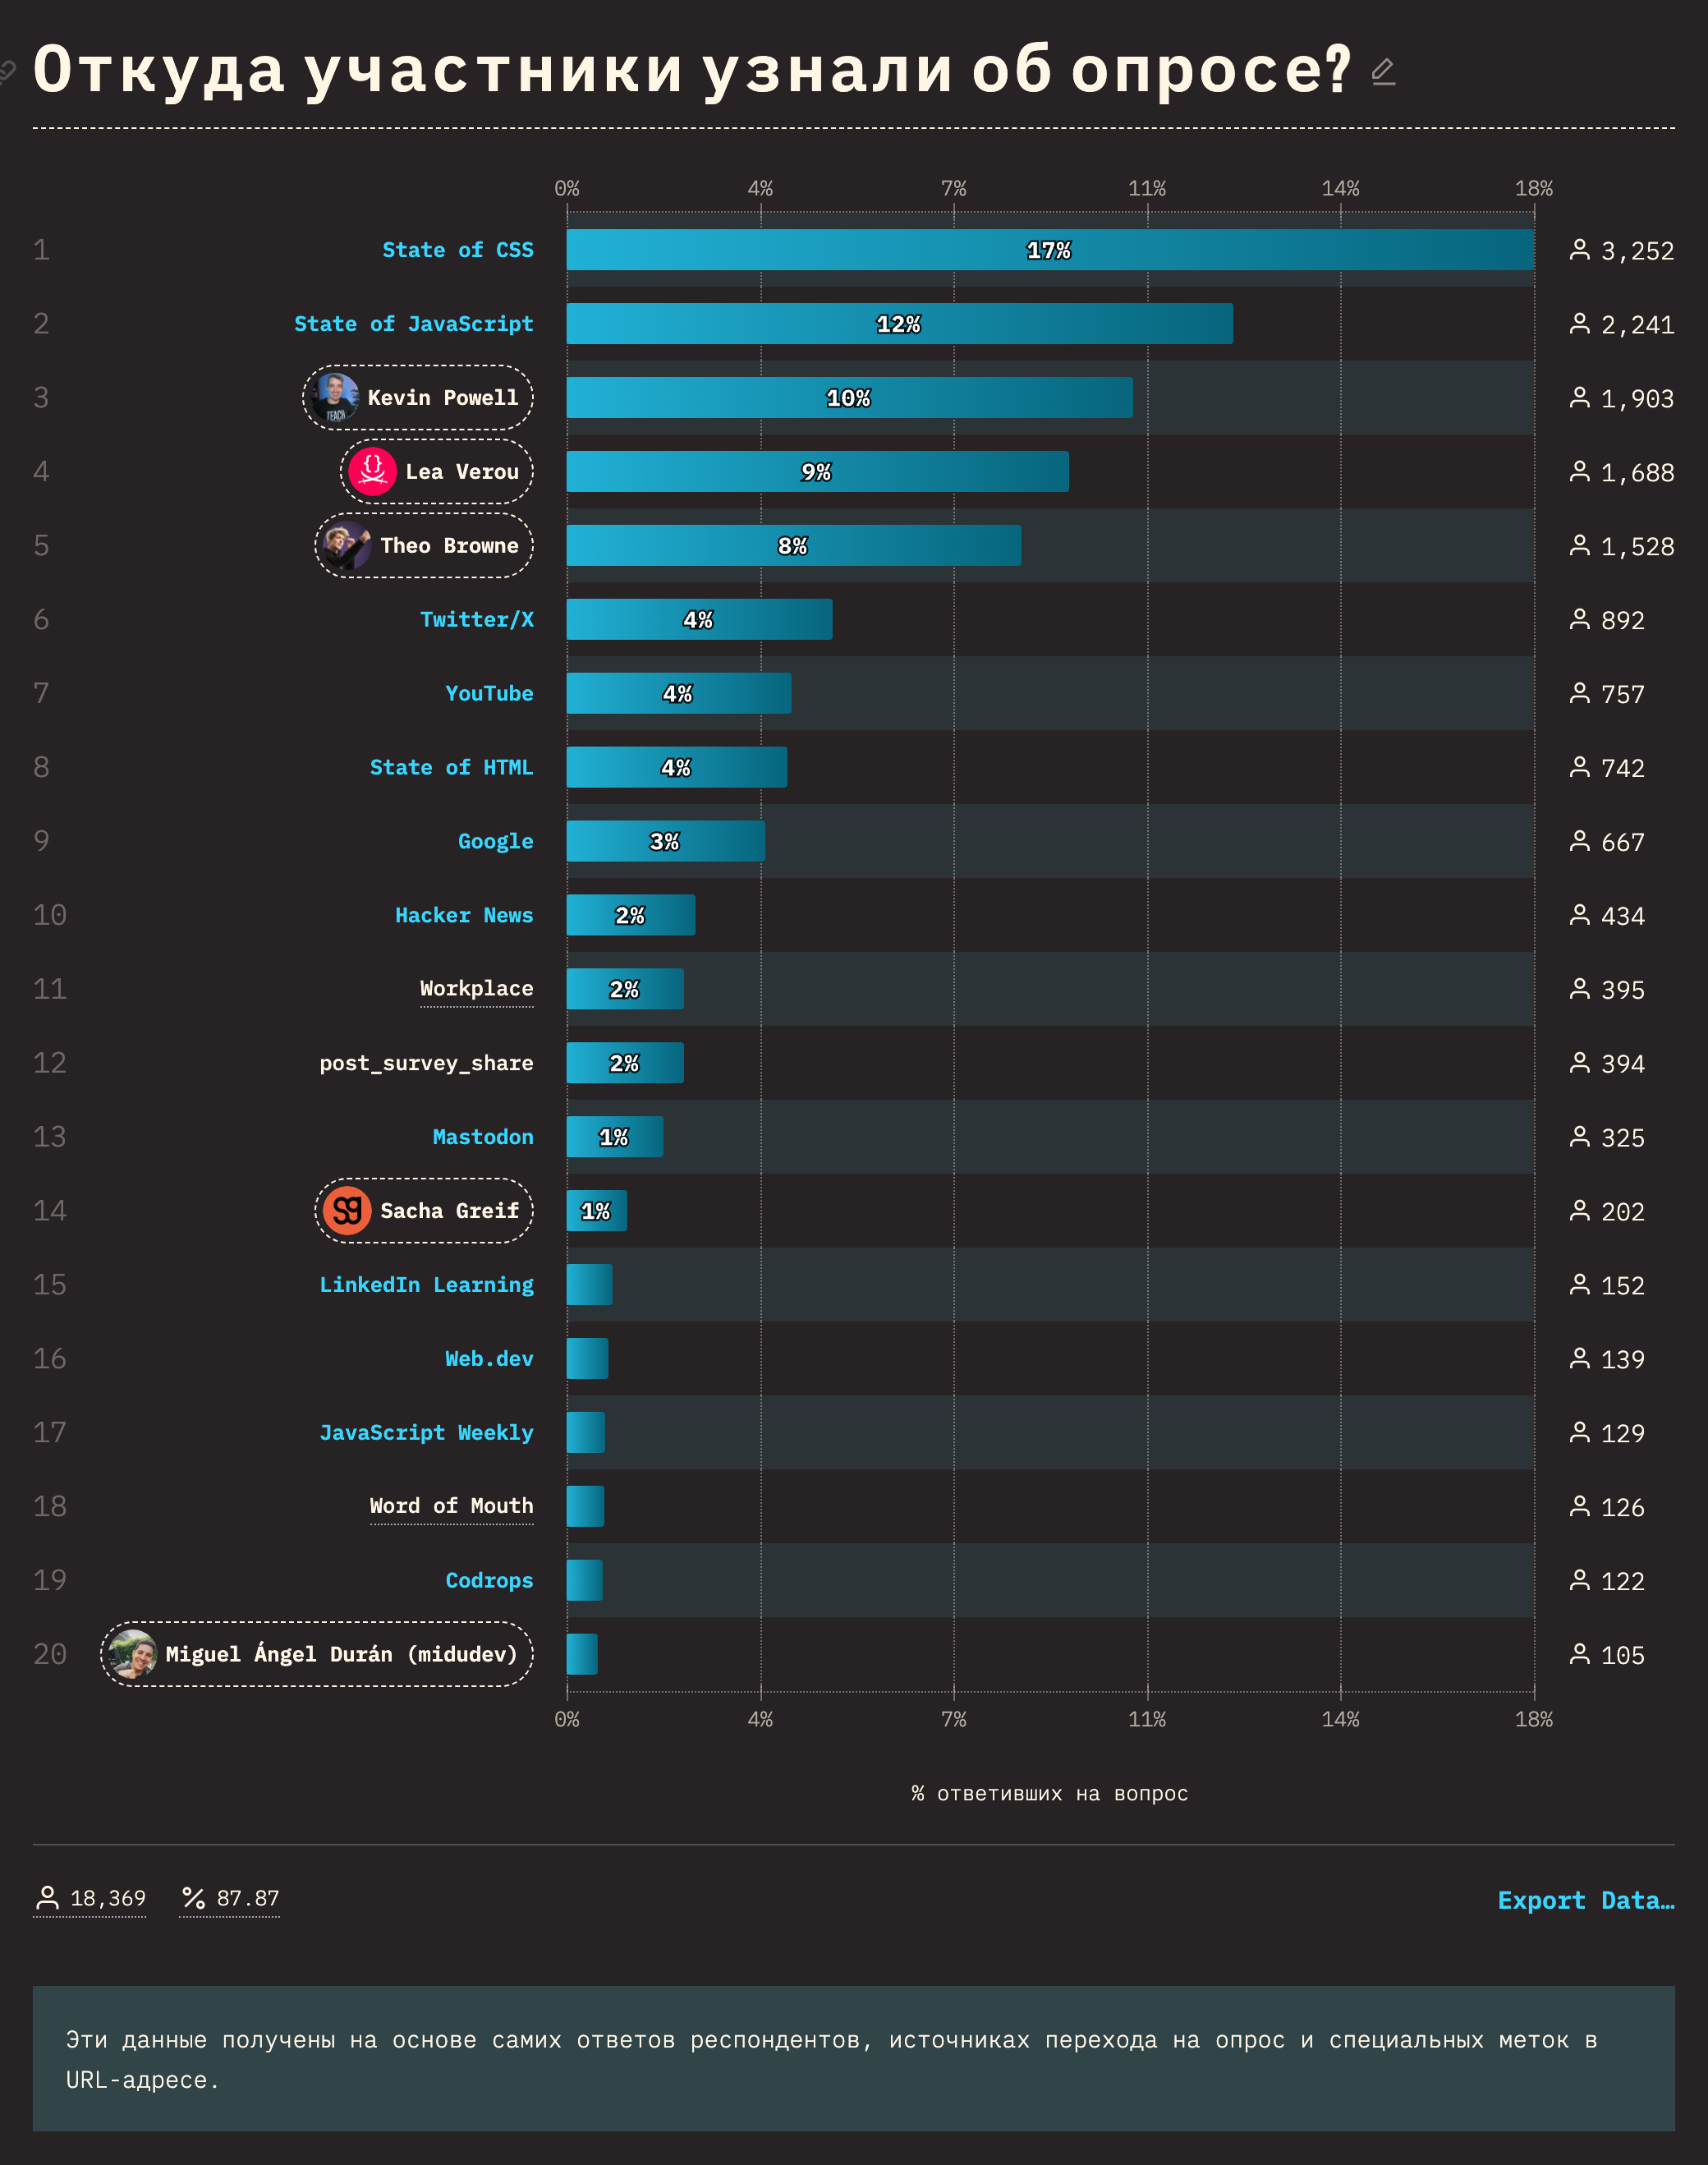 Откуда участники узнали об опросе?
0% 4% 7% 11% 14% 18%
1 State of CSS 17% 3,252
2 State of JavaScript 12% 2,241
3 Kevin Powell 10% 1,903
4 Lea Verou 9% 1,688
5 Theo Browne 8% 1,528
6 Twitter/X 4% 892
7 YouTube 4% 757
8 State of HTML 4% 742
9 Google 3% 667
10 Hacker News 2% 434
11 Workplace 2% 395
12 post_survey_share 2% 394
13 Mastodon 1% 325
14 Sacha Greif 1% 202
15 LinkedIn Learning 152
16 Web.dev 139
17 JavaScript Weekly 129
18 Word of Mouth 126
19 Codrops 122
20 Miguel Ángel Durán (midudev) 105
0% 4% 7% 11% 14% 18%
% ответивших на вопрос
18,369 % 87.87 Export Data…
Эти данные получены на основе самих ответов респондентов, источниках перехода на опрос и специальных меток в
URL-адресе.